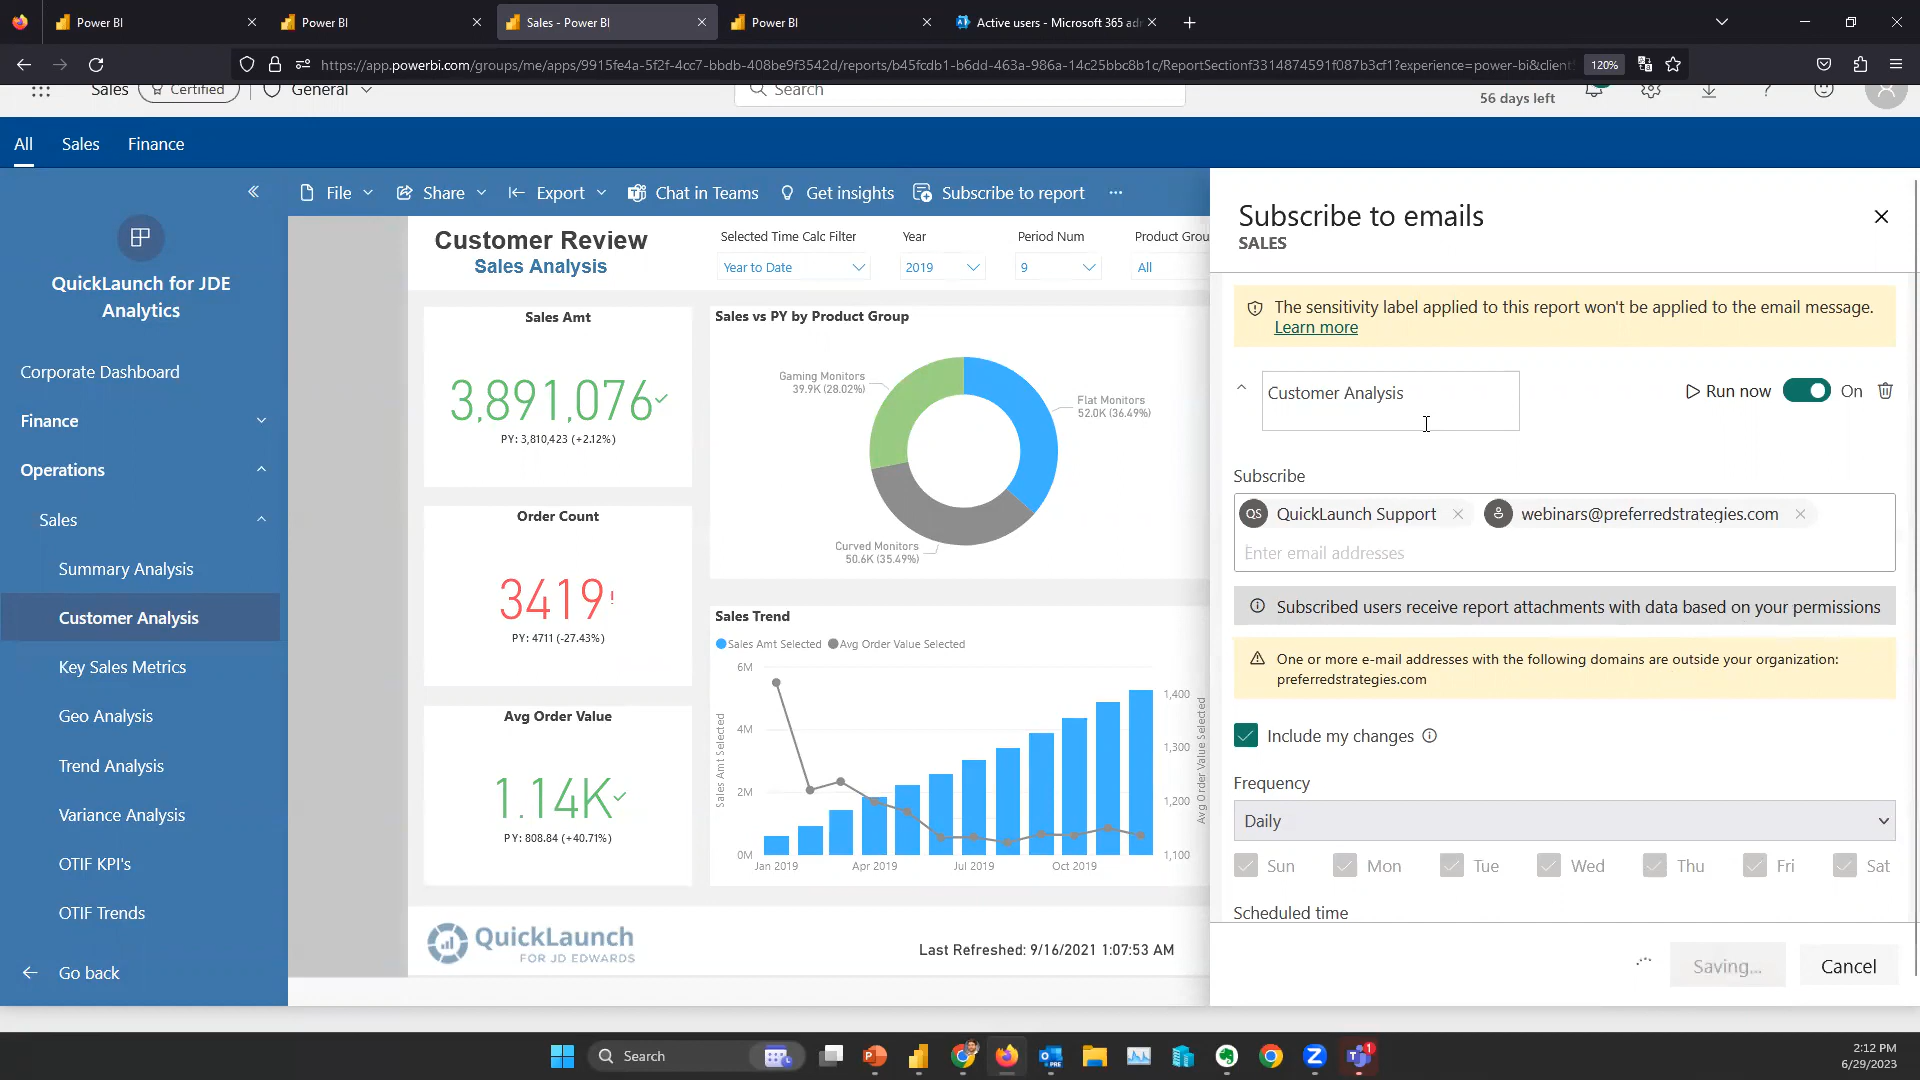 Power BI
Power BI
Sales - Power BI
Power BI
Active users - Microsoft 365 ad
https://app.powerbi.com/groups/me/apps/9915fe4a-5f2f-4cc7-bbdb-408be9f3542d/reports/b45fcdb1-b6dd-463a-986a-14c25bbc8b1c/ReportSectionf3314874591f087b3cf1?experience=power-bi&client
120%
Sales
Certified
General
Search
56 days left
All
Sales
Finance
QuickLaunch for JDE
Analytics
Corporate Dashboard
Finance
Operations
Sales
Summary Analysis
Customer Analysis
Key Sales Metrics
Geo Analysis
Trend Analysis
Variance Analysis
OTIF KPI's
OTIF Trends
Go back
File
Share
Export
Chat in Teams
Get insights
Subscribe to report
Customer Review
Sales Analysis
Selected Time Calc Filter
Year to Date
Year
2019
Period Num
9
Product Grou
All
Sales Amt
3,891,076
PY: 3,810,423 (+2.12%)
Order Count
3419!
PY: 4711 (-27.43%)
Avg Order Value
1.14K
PY: 808.84 (+40.71%)
Sales vs PY by Product Group
Gaming Monitors
39.9K (28.02%)
Flat Monitors
52.0K (36.49%)
Curved Monitors
50.6K (35.49%)
Sales Trend
Sales Amt Selected
Avg Order Value Selected
6M
4M
2M
0M
Sales Amt Selected
1,400
1,300
1,200
1,100
Avg Order Value Selected
Jan 2019
Apr 2019
Jul 2019
Oct 2019
QuickLaunch
FOR JD EDWARDS
Last Refreshed: 9/16/2021 1:07:53 AM
Subscribe to emails
SALES
The sensitivity label applied to this report won't be applied to the email message.
Learn more
Customer Analysis
Run now
On
Subscribe
QS QuickLaunch Support
webinars@preferredstrategies.com
Enter email addresses
Subscribed users receive report attachments with data based on your permissions
One or more e-mail addresses with the following domains are outside your organization:
preferredstrategies.com
Include my changes
Frequency
Daily
Sun Mon Tue Wed Thu Fri Sat
Scheduled time
Saving...
Cancel
Search
1
2:12 PM
6/29/2023